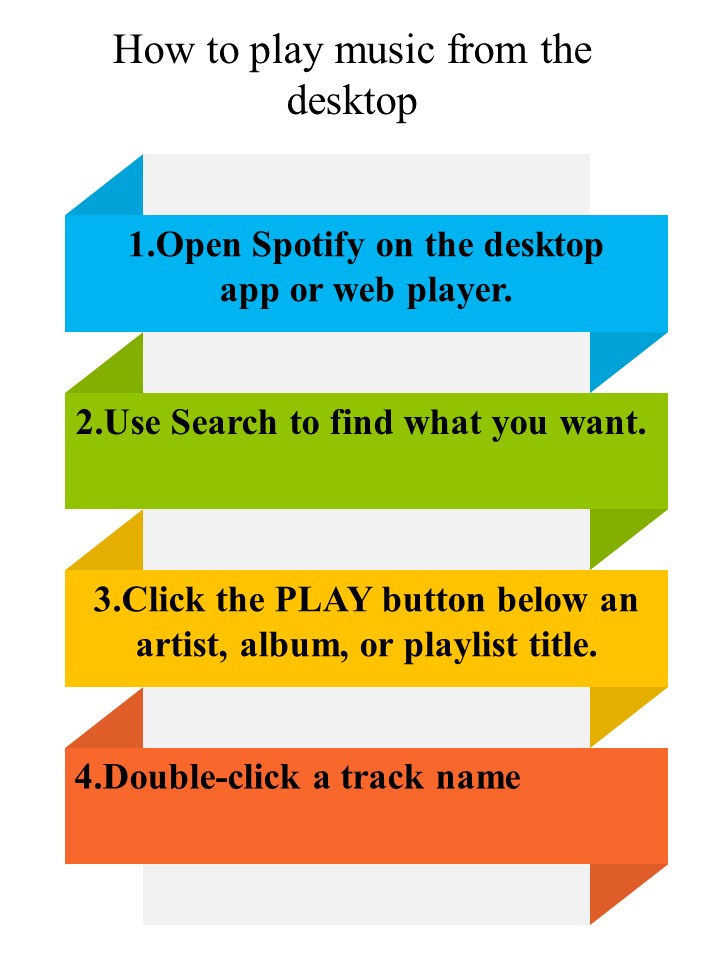 How to play music from the
desktop
1.Open Spotify on the desktop
app or web player.
2.Use Search to find what you want.
3.Click the PLAY button below an
artist, album, or playlist title.
4.Double-click a track name